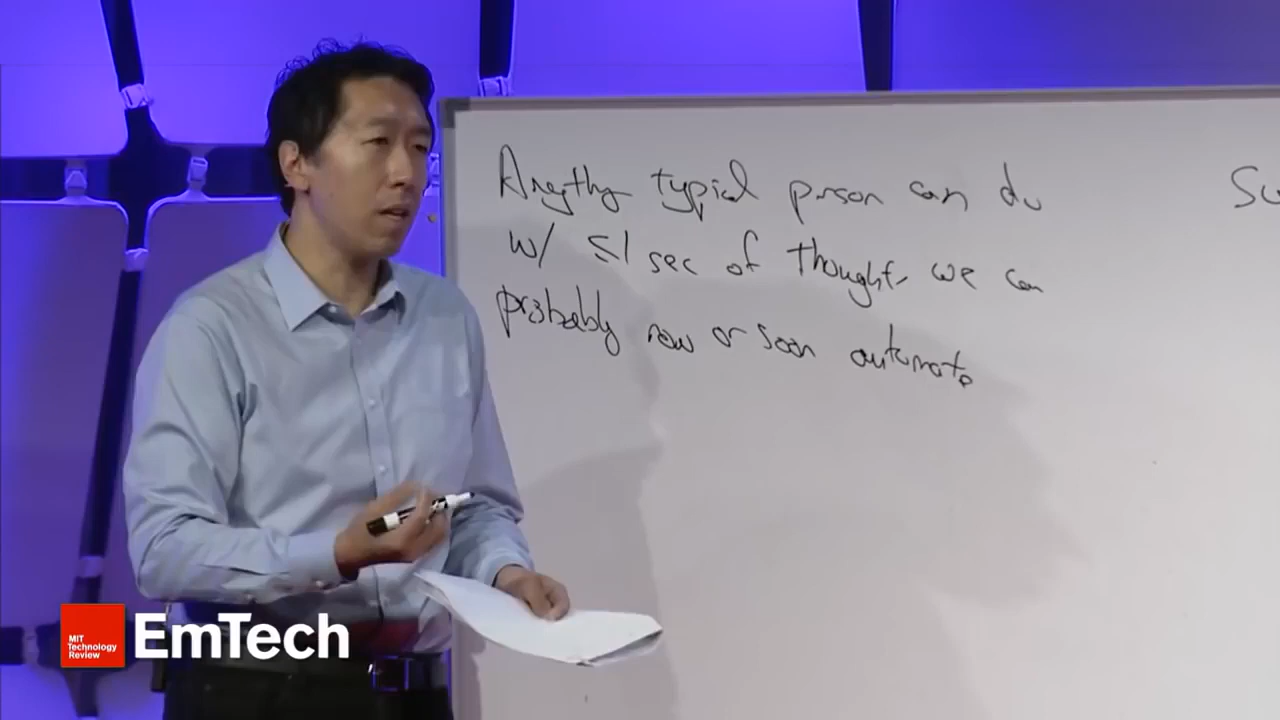 Anything typical person can do
w/ ≤1 sec of thought, we can
probably now or soon automate
Su
MIT
Technology
Review
EmTech